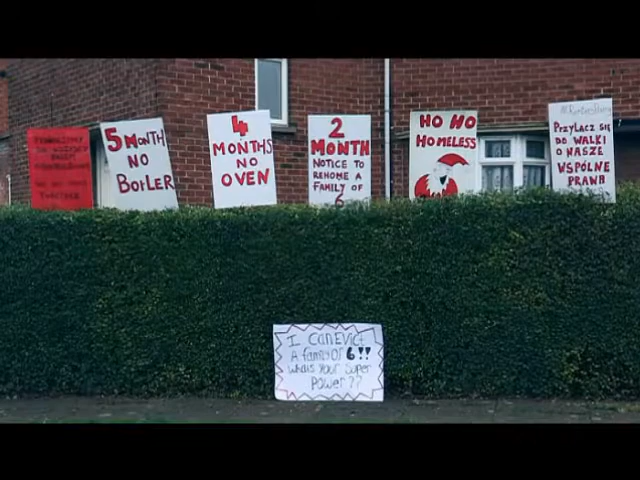 5 MONTH
NO
BOILER
4
MONTHS
NO
OVEN
2
MONTH
NOTICE TO
REHOME A
FAMILY OF
6
HO HO
HOMELESS
PRZYŁACZ SIĘ
DO WALKI
O NASZE
WSPÓLNE
PRAWA
I CAN EVICT
A family OF 6!!
whats Your Super
power??